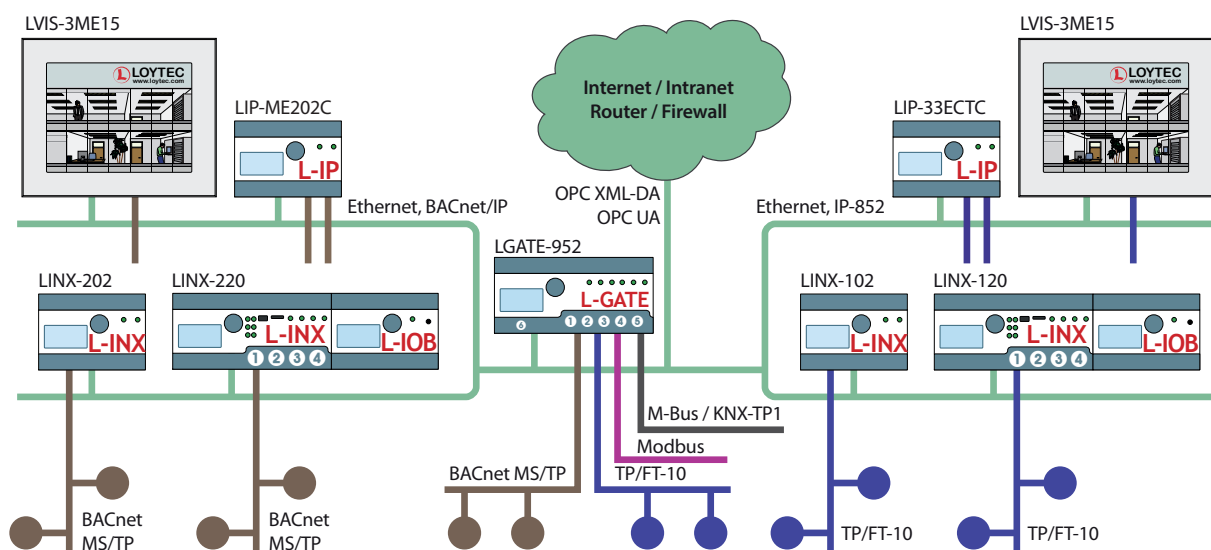 LVIS-3ME15
LOYTEC
www.loytec.com
LIP-ME202C
L-IP
Internet / Intranet
Router / Firewall
LIP-33ECTC
L-IP
LVIS-3ME15
LOYTEC
www.loytec.com
Ethernet, BACnet/IP
OPC XML-DA
OPC UA
Ethernet, IP-852
LINX-202
L-INX
LINX-220
L-INX
1 2 3 4
L-IOB
LGATE-952
L-GATE
6
1 2 3 4 5
LINX-102
L-INX
LINX-120
L-INX
1 2 3 4
L-IOB
M-Bus / KNX-TP1
Modbus
BACnet MS/TP
TP/FT-10
BACnet
MS/TP
BACnet
MS/TP
TP/FT-10
TP/FT-10